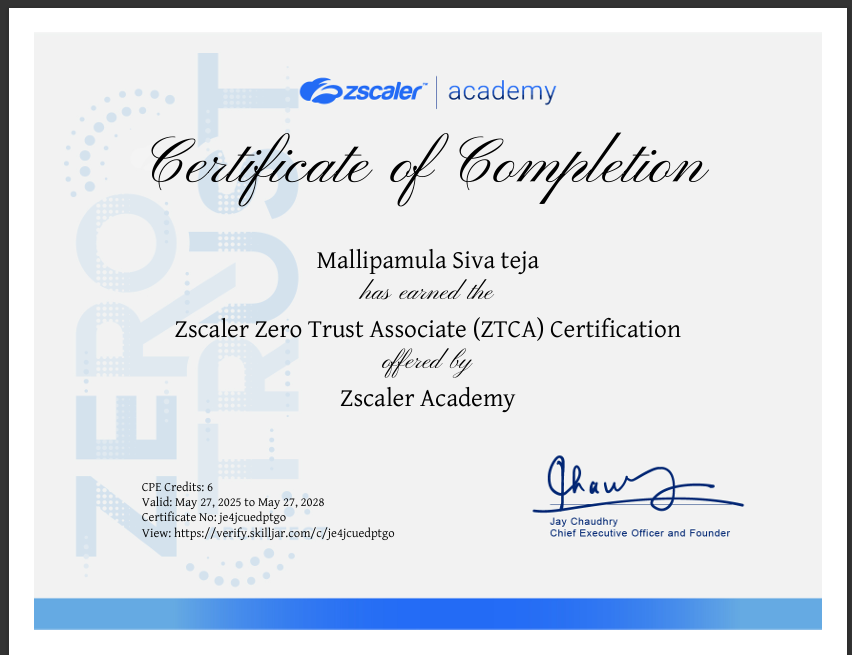 zscaler™ | academy
Certificate of Completion
Mallipamula Siva teja
has earned the
Zscaler Zero Trust Associate (ZTCA) Certification
offered by
Zscaler Academy
CPE Credits: 6
Valid: May 27, 2025 to May 27, 2028
Certificate No: je4jcuedptgo
View: https://verify.skilljar.com/c/je4jcuedptgo
Jay Chaudhry
Chief Executive Officer and Founder
ZERO
TRUST